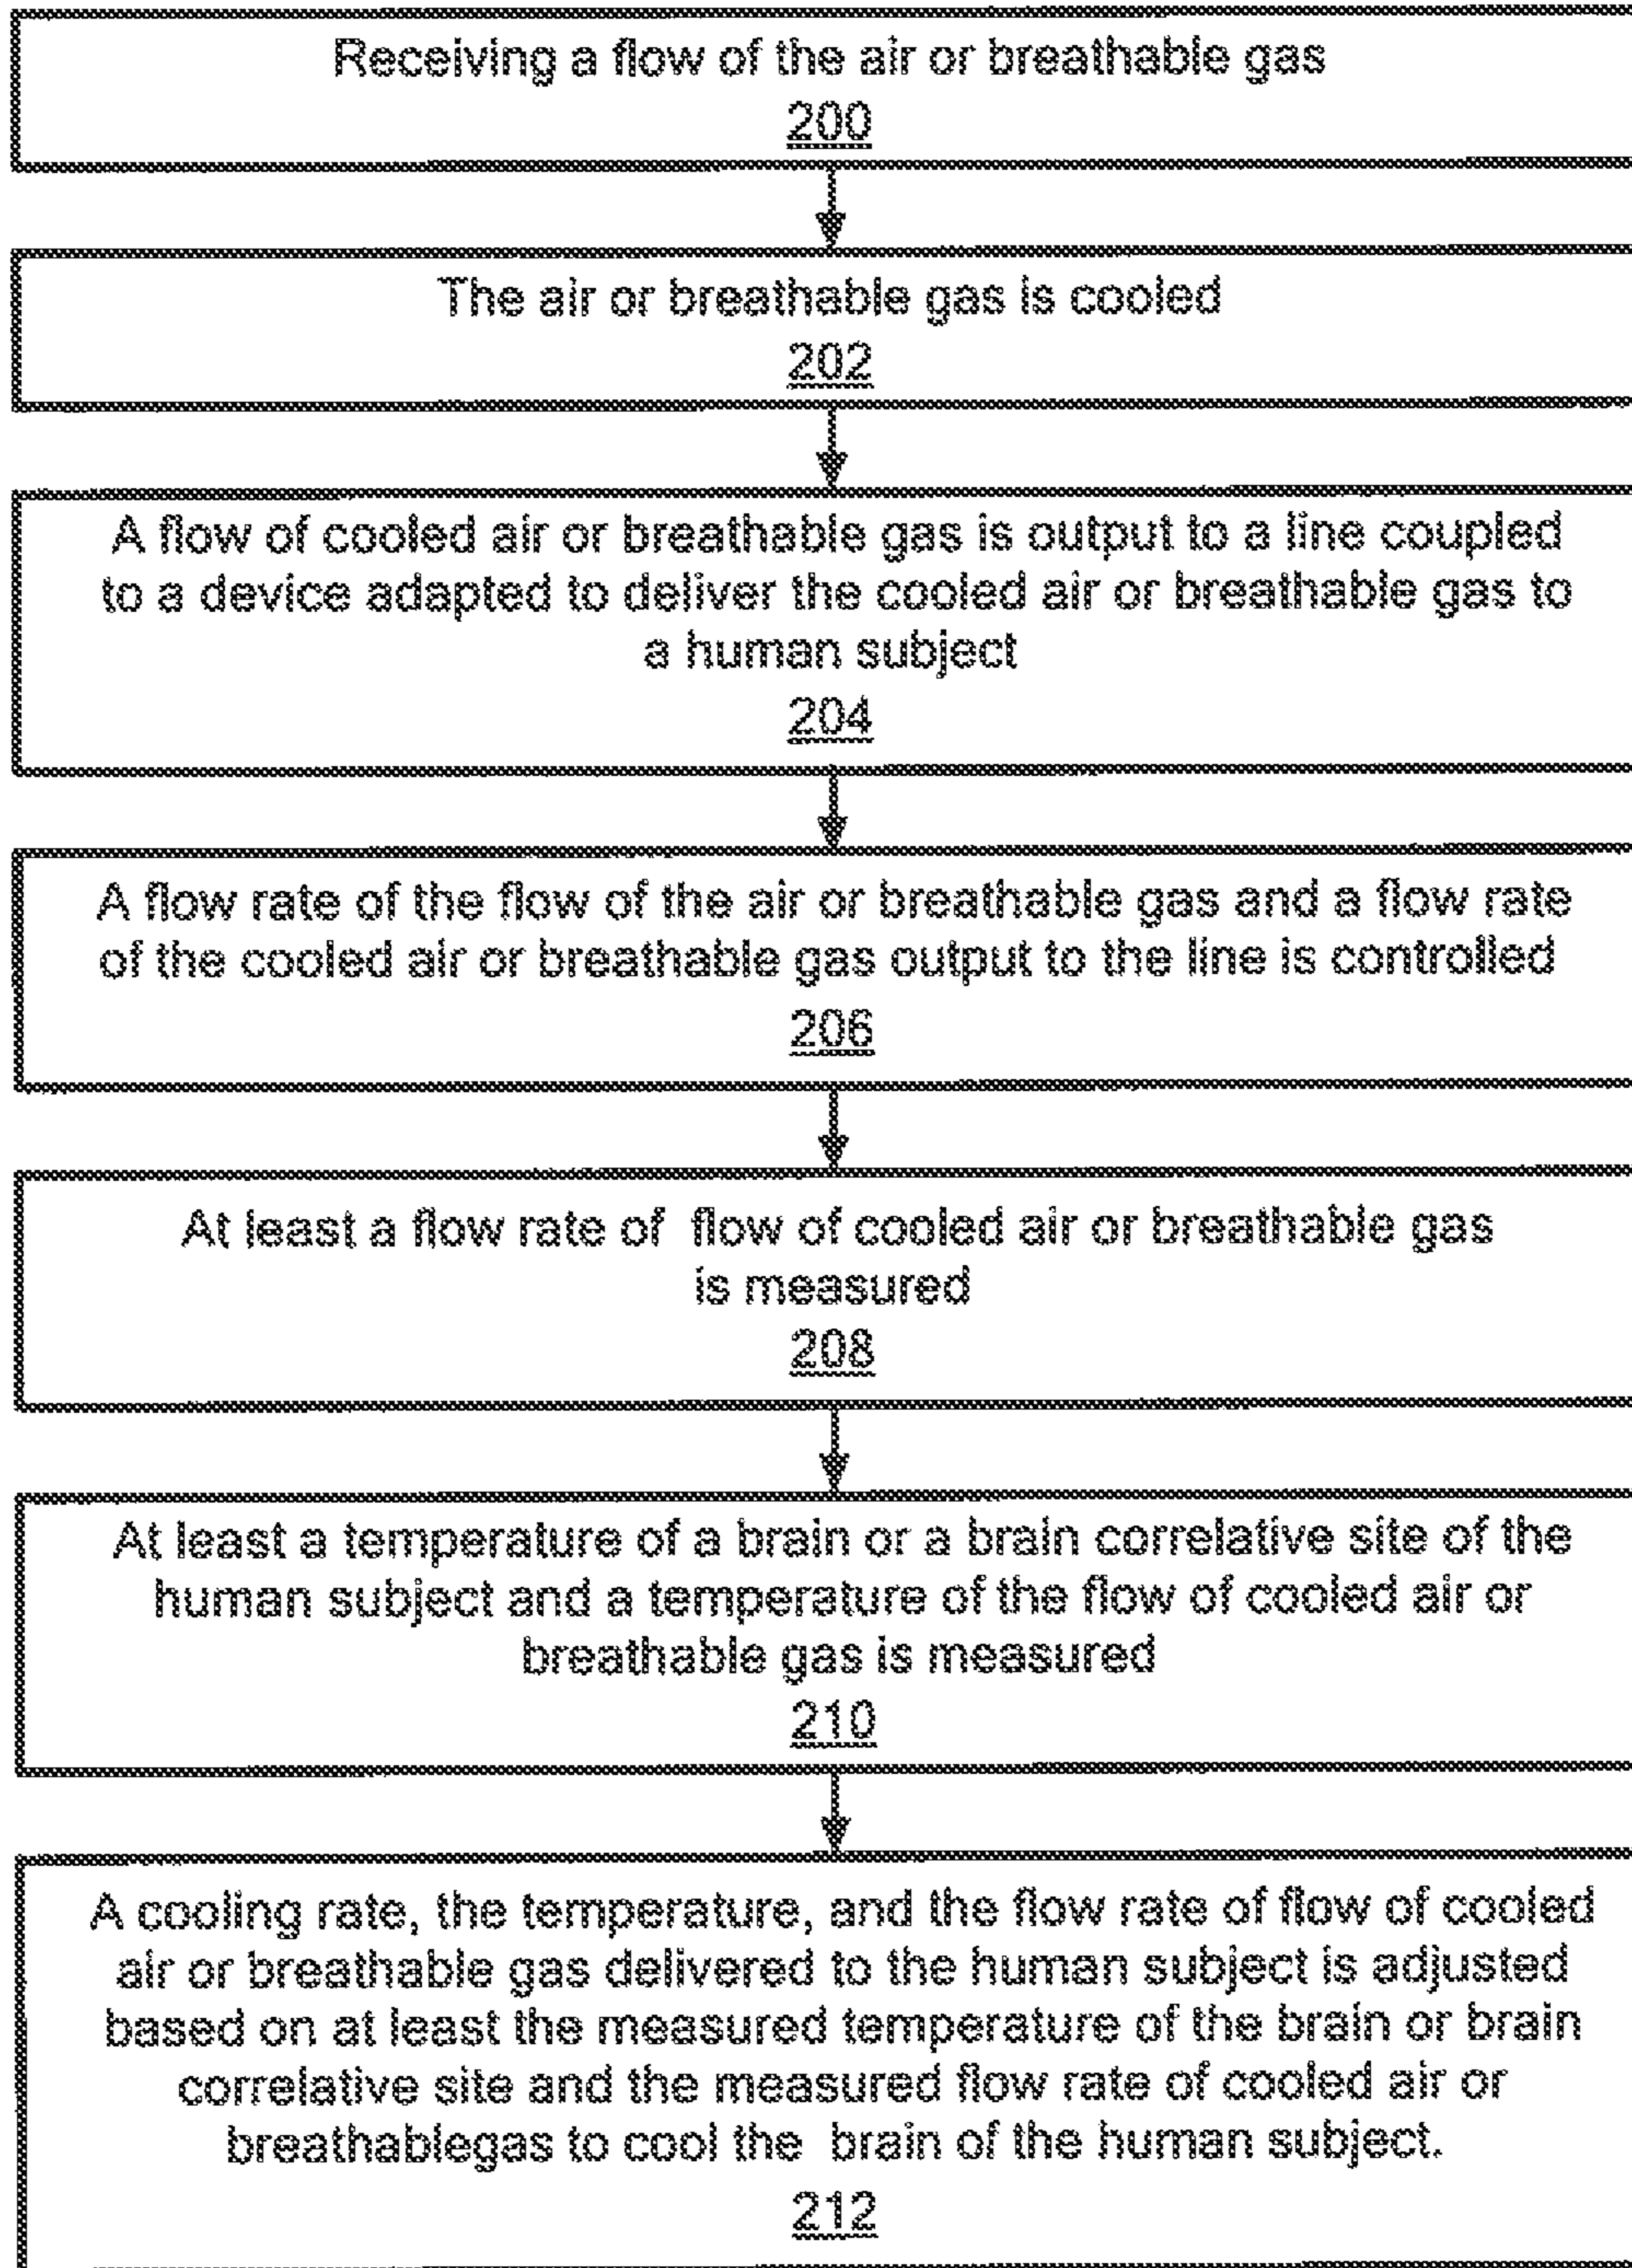 Receiving a flow of the air or breathable gas
200
The air or breathable gas is cooled
202
A flow of cooled air or breathable gas is output to a line coupled
to a device adapted to deliver the cooled air or breathable gas to
a human subject
204
A flow rate of the flow of the air or breathable gas and a flow rate
of the cooled air or breathable gas output to the line is controlled
206
At least a flow rate of flow of cooled air or breathable gas
is measured
208
At least a temperature of a brain or a brain correlative site of the
human subject and a temperature of the flow of cooled air or
breathable gas is measured
210
A cooling rate, the temperature, and the flow rate of flow of cooled
air or breathable gas delivered to the human subject is adjusted
based on at least the measured temperature of the brain or brain
correlative site and the measured flow rate of cooled air or
breathablegas to cool the brain of the human subject.
212